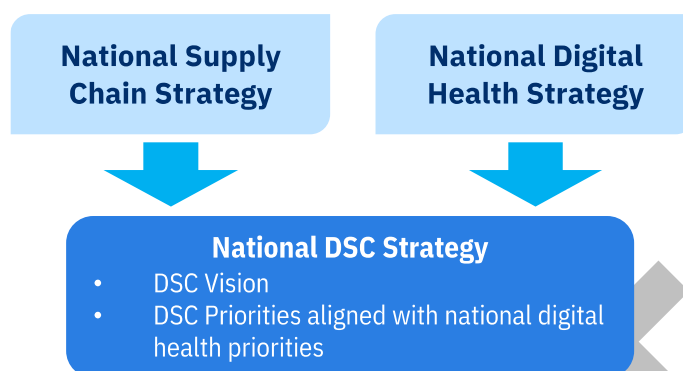 National Supply
Chain Strategy
National Digital
Health Strategy
National DSC Strategy
• DSC Vision
• DSC Priorities aligned with national digital
health priorities